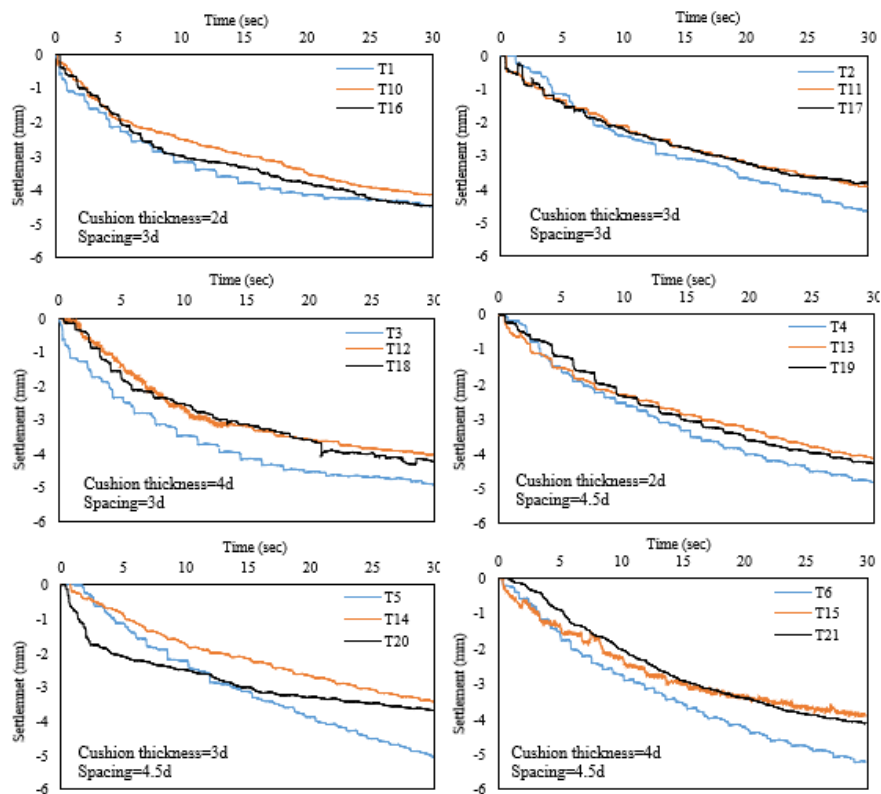 Time (sec)
0 5 10 15 20 25 30
0
-1
-2
-3
-4
-5
-6
Settlement (mm)
T1
T10
T16
Cushion thickness=2d
Spacing=3d
Time (sec)
0 5 10 15 20 25 30
0
-1
-2
-3
-4
-5
-6
Settlement (mm)
T2
T11
T17
Cushion thickness=3d
Spacing=3d
Time (sec)
0 5 10 15 20 25 30
0
-1
-2
-3
-4
-5
-6
Settlement (mm)
T3
T12
T18
Cushion thickness=4d
Spacing=3d
Time (sec)
0 5 10 15 20 25 30
0
-1
-2
-3
-4
-5
-6
Settlement (mm)
T4
T13
T19
Cushion thickness=2d
Spacing=4.5d
Time (sec)
0 5 10 15 20 25 30
0
-1
-2
-3
-4
-5
-6
Settlemnet (mm)
T5
T14
T20
Cushion thickness=3d
Spacing=4.5d
Time (sec)
0 5 10 15 20 25 30
0
-1
-2
-3
-4
-5
-6
Settlement (mm)
T6
T15
T21
Cushion thickness=4d
Spacing=4.5d